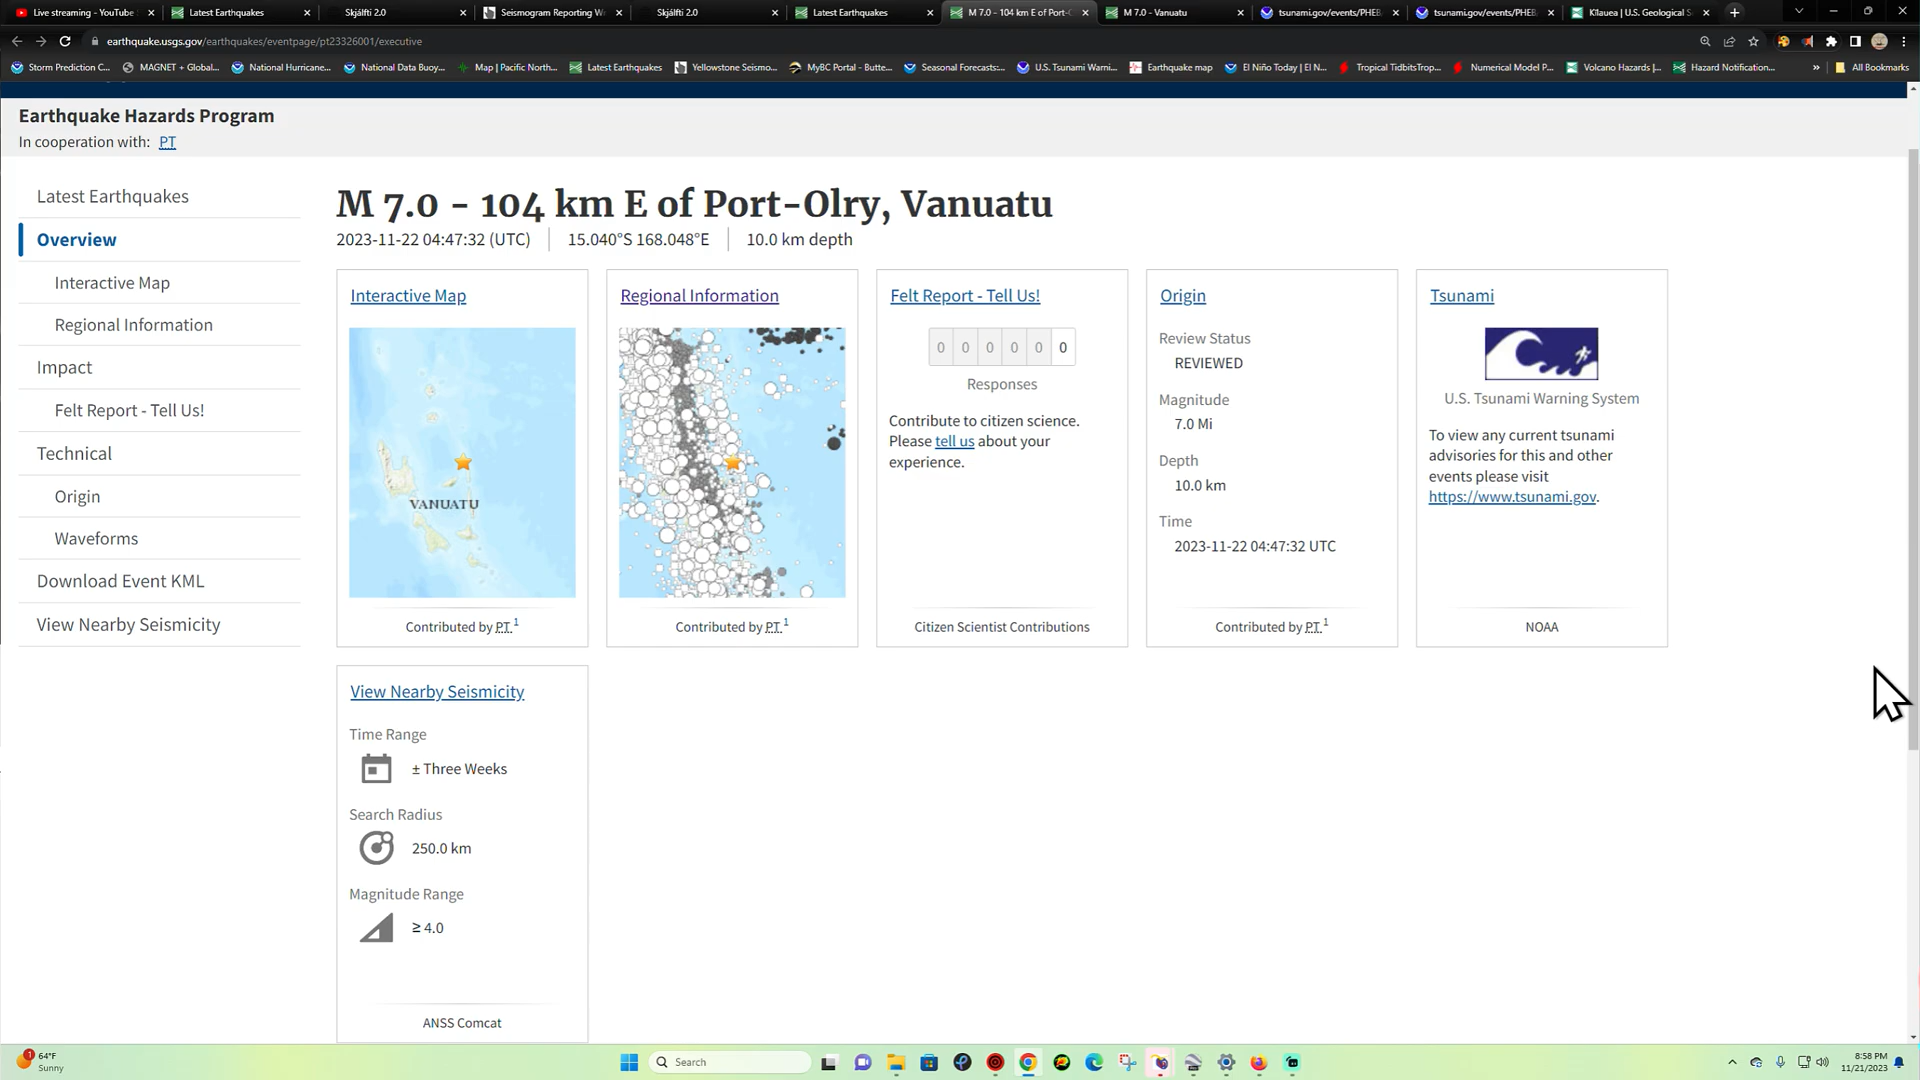 Live streaming - YouTube
Latest Earthquakes
Skjálfti 2.0
Seismogram Reporting W
Skjálfti 2.0
Latest Earthquakes
M 7.0 - 104 km E of Port-O
M 7.0 - Vanuatu
tsunami.gov/events/PHEB
tsunami.gov/events/PHEB
Kīlauea | U.S. Geological S
earthquake.usgs.gov/earthquakes/eventpage/pt23326001/executive
Storm Prediction C...
MAGNET + Global...
National Hurricane...
National Data Buoy...
Map | Pacific North...
Latest Earthquakes
Yellowstone Seismo...
MyBC Portal - Butte...
Seasonal Forecasts:...
U.S. Tsunami Warni...
Earthquake map
El Niño Today | El N...
Tropical TidbitsTrop...
Numerical Model P...
Volcano Hazards |...
Hazard Notification...
»
All Bookmarks
Earthquake Hazards Program
In cooperation with: PT
Latest Earthquakes
Overview
Interactive Map
Regional Information
Impact
Felt Report - Tell Us!
Technical
Origin
Waveforms
Download Event KML
View Nearby Seismicity
M 7.0 - 104 km E of Port-Olry, Vanuatu
2023-11-22 04:47:32 (UTC)
15.040°S 168.048°E
10.0 km depth
Interactive Map
VANUATU
Contributed by PT 1
Regional Information
Contributed by PT 1
Felt Report - Tell Us!
0 0 0 0 0 0
Responses
Contribute to citizen science.
Please tell us about your
experience.
Citizen Scientist Contributions
Origin
Review Status
REVIEWED
Magnitude
7.0 Mi
Depth
10.0 km
Time
2023-11-22 04:47:32 UTC
Contributed by PT 1
Tsunami
U.S. Tsunami Warning System
To view any current tsunami
advisories for this and other
events please visit
https://www.tsunami.gov.
NOAA
View Nearby Seismicity
Time Range
± Three Weeks
Search Radius
250.0 km
Magnitude Range
≥ 4.0
ANSS Comcat
1
64°F
Sunny
Search
8:58 PM
11/21/2023